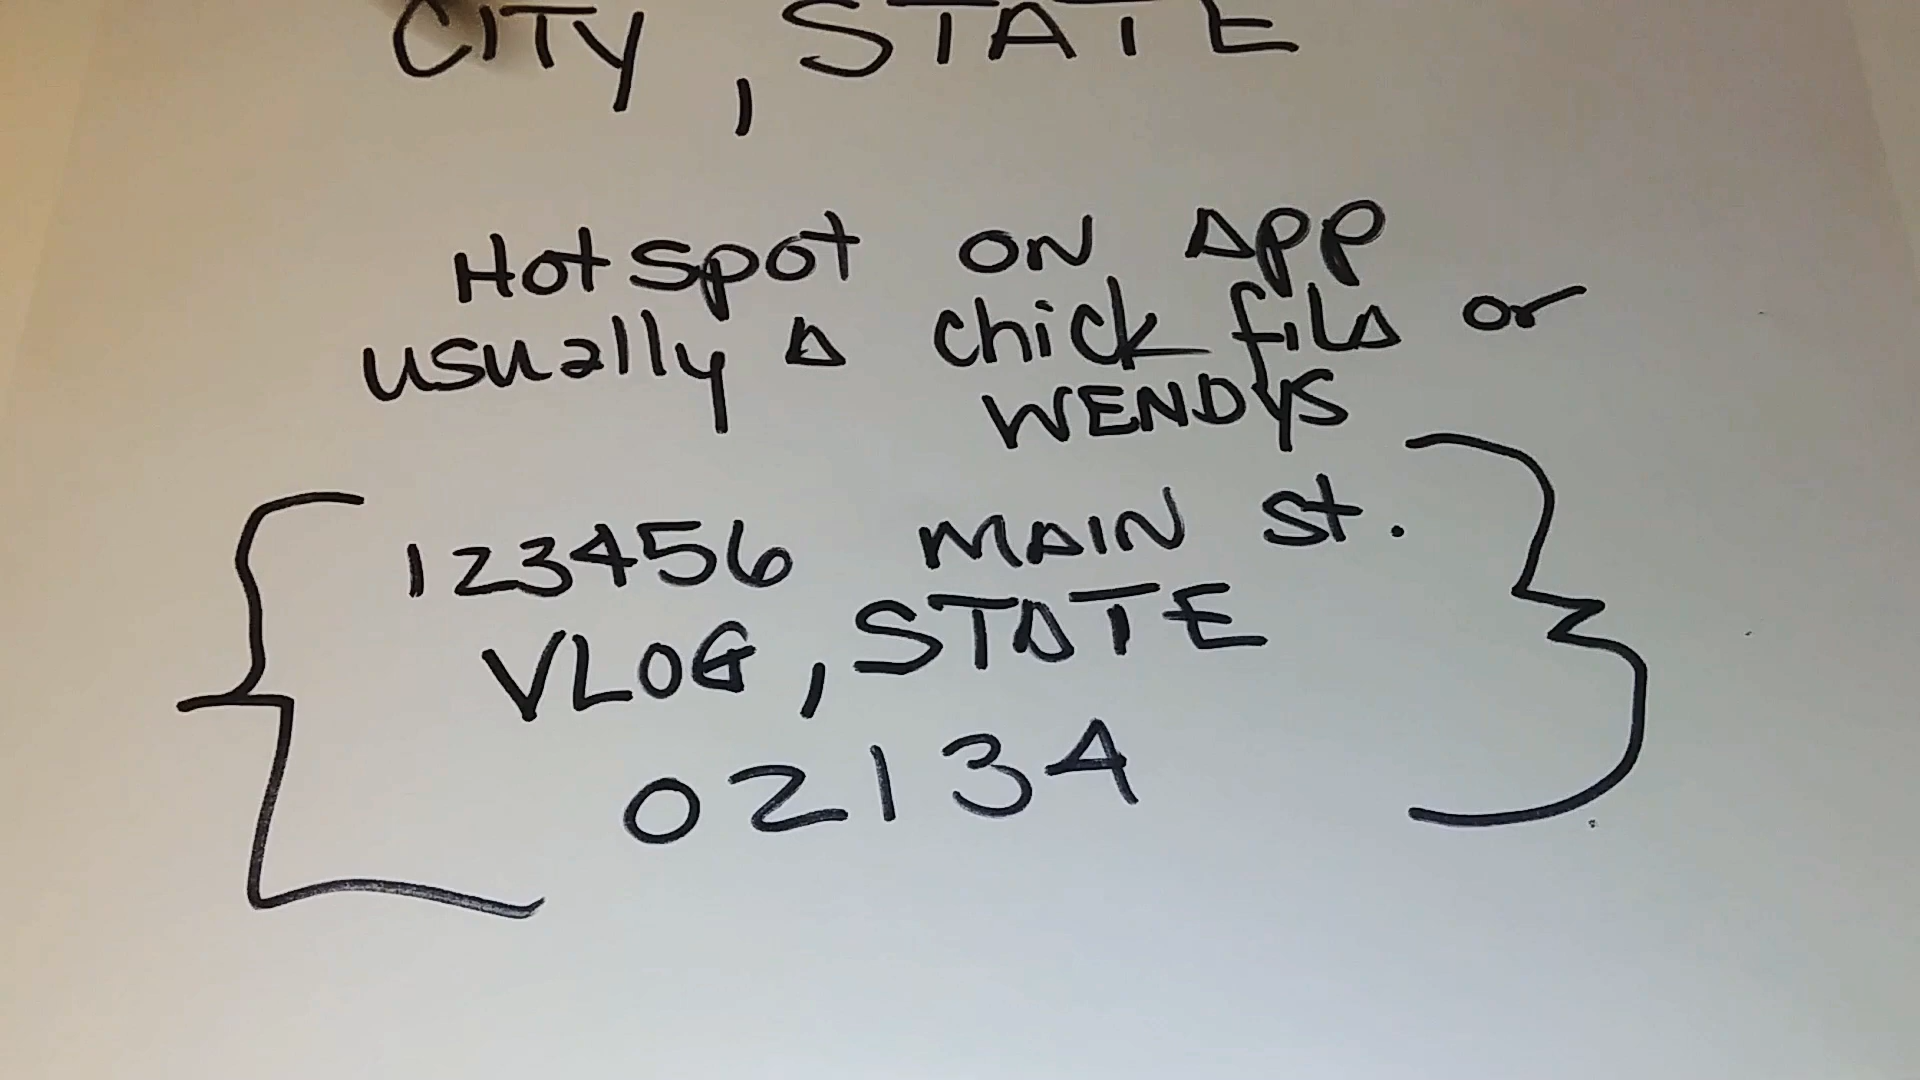 CITY, STATE
Hotspot ON APP
usually A chick fila or
WENDYS
123456 MAIN St.
VLOG, STATE
02134